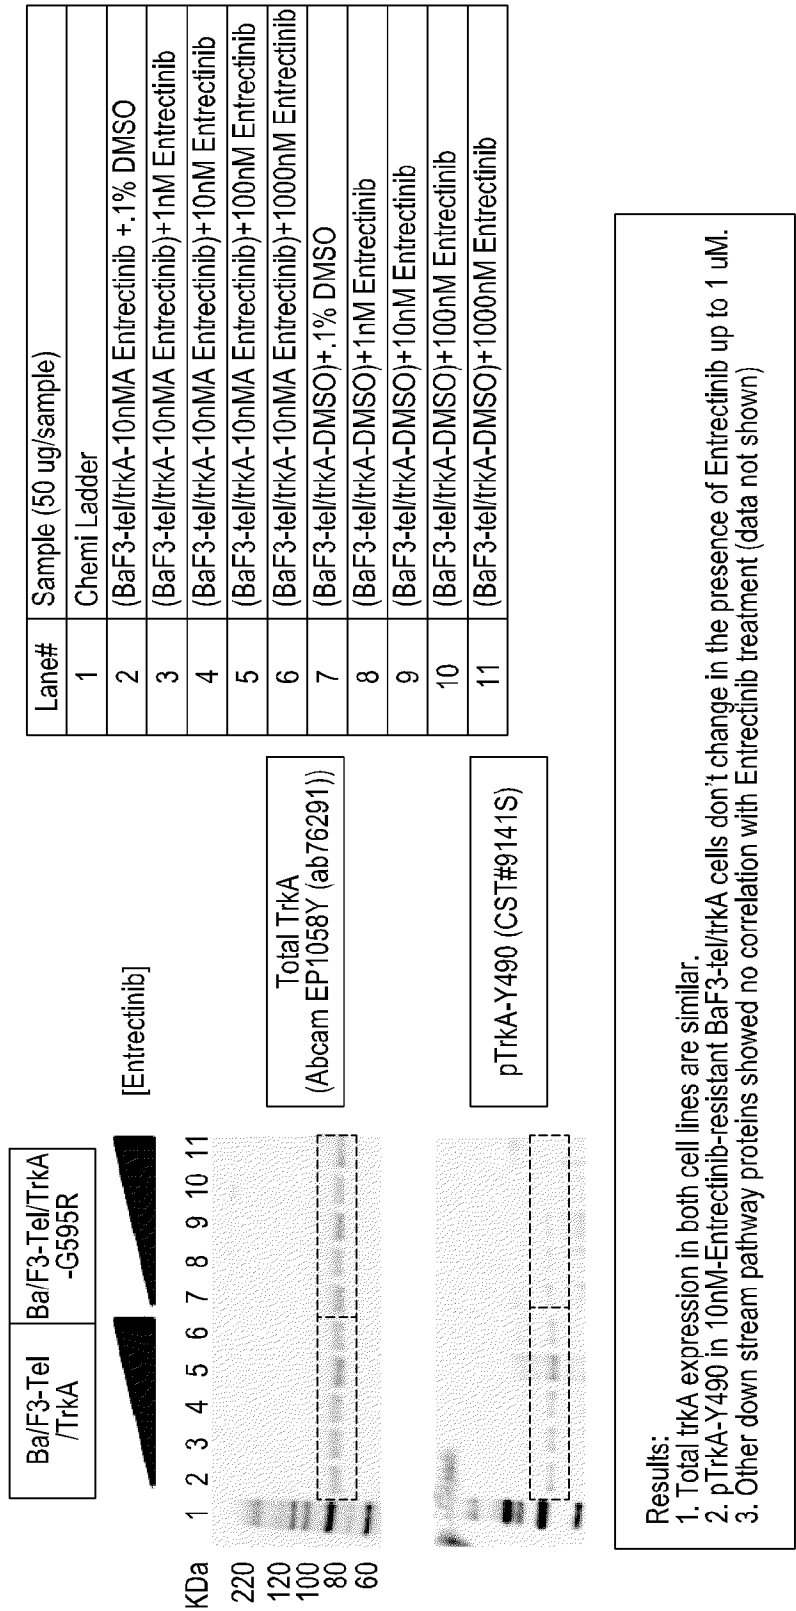 Ba/F3-Tel
/TrkA
Ba/F3-Tel/TrkA
-G595R
[Entrectinib]
KDa
1 2 3 4 5 6 7 8 9 10 11
220
120
100
80
60
Total TrkA
(Abcam EP1058Y (ab76291))
pTrkA-Y490 (CST#9141S)
Lane# Sample (50 ug/sample)
1 Chemi Ladder
2 (BaF3-tel/trkA-10nMA Entrectinib +.1% DMSO
3 (BaF3-tel/trkA-10nMA Entrectinib)+1nM Entrectinib
4 (BaF3-tel/trkA-10nMA Entrectinib)+10nM Entrectinib
5 (BaF3-tel/trkA-10nMA Entrectinib)+100nM Entrectinib
6 (BaF3-tel/trkA-10nMA Entrectinib)+1000nM Entrectinib
7 (BaF3-tel/trkA-DMSO)+.1% DMSO
8 (BaF3-tel/trkA-DMSO)+1nM Entrectinib
9 (BaF3-tel/trkA-DMSO)+10nM Entrectinib
10 (BaF3-tel/trkA-DMSO)+100nM Entrectinib
11 (BaF3-tel/trkA-DMSO)+1000nM Entrectinib
Results:
1. Total trkA expression in both cell lines are similar.
2. pTrkA-Y490 in 10nM-Entrectinib-resistant BaF3-tel/trkA cells don't change in the presence of Entrectinib up to 1 uM.
3. Other down stream pathway proteins showed no correlation with Entrectinib treatment (data not shown)